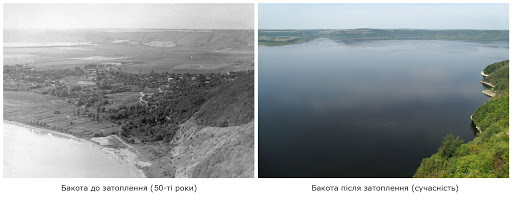 Бакота до затоплення (50-ті роки)
Бакота після затоплення (сучасність)